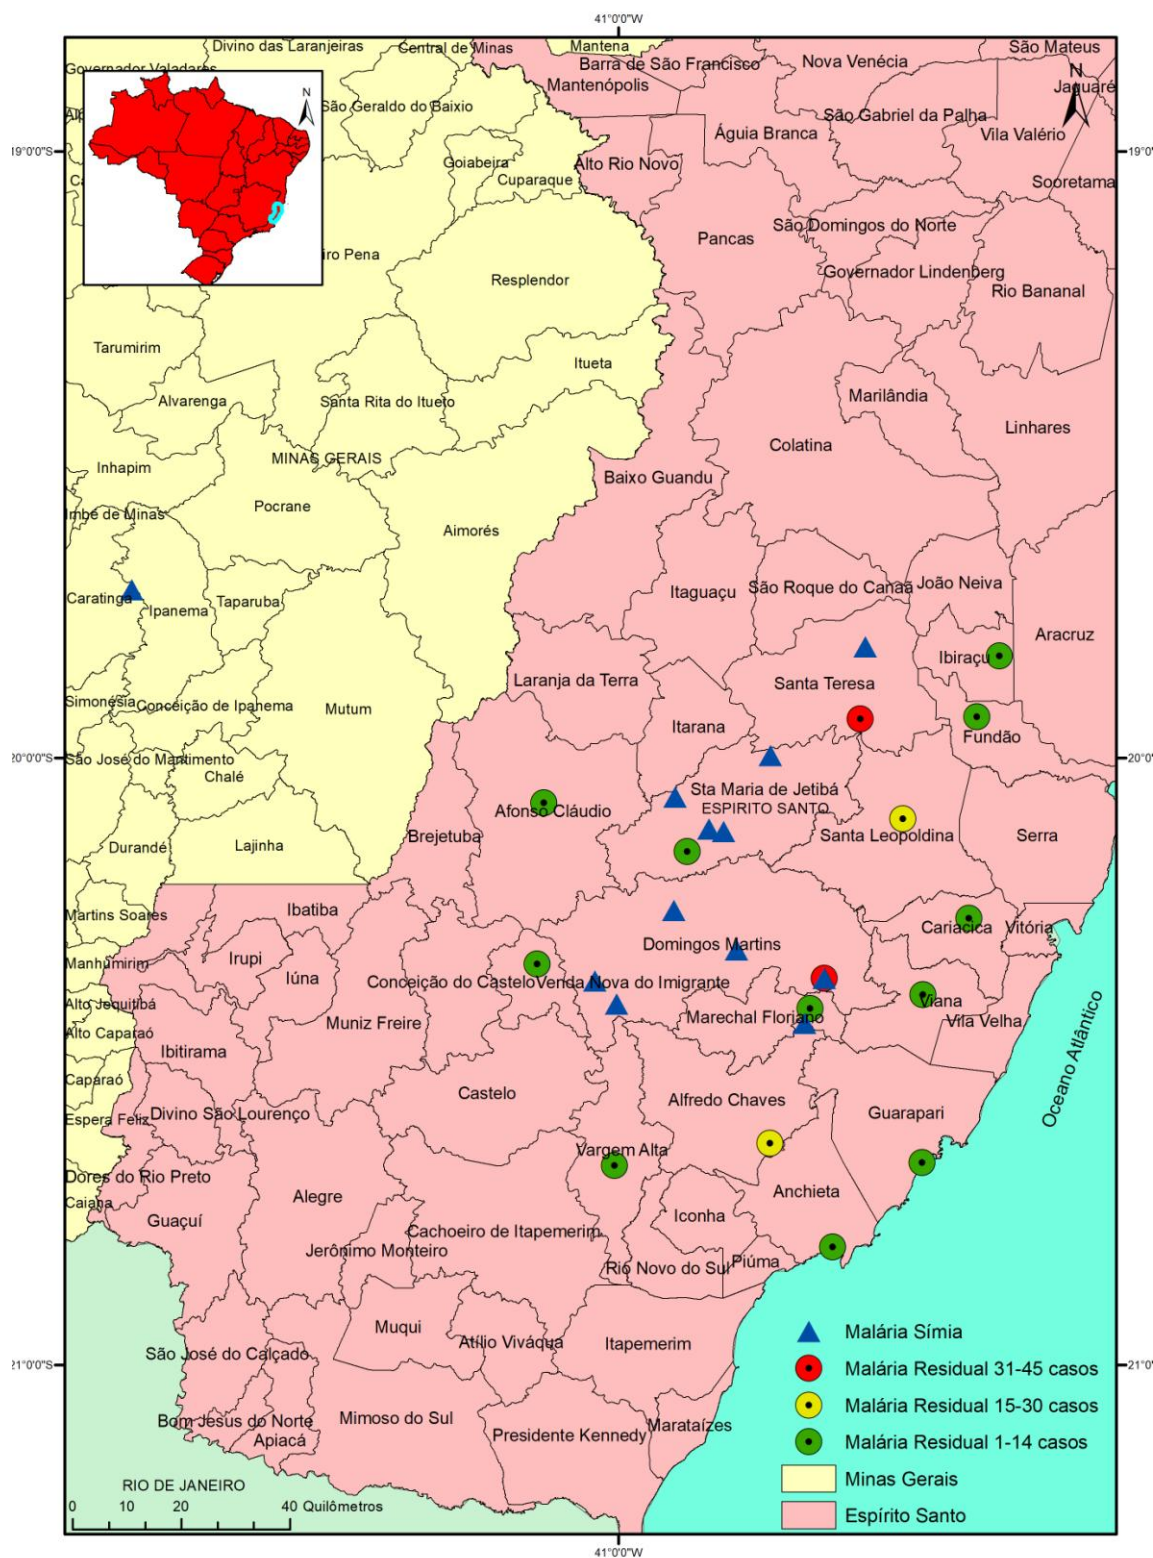 41°0'0"W
Divino das Laranjeiras
Central de Minas
Mantena
São Mateus
Governador Valadares
Barra de São Francisco
Nova Venécia
N
Mantenópolis
Jaguaré
N
São Geraldo do Baixio
São Gabriel da Palha
Águia Branca
Vila Valério
19°0'0"S
Goiabeira
Alto Rio Novo
19°0'
Cuparaque
Sooretama
Pancas
São Domingos do Norte
iro Pena
Resplendor
Governador Lindenberg
Rio Bananal
Tarumirim
Itueta
Marilândia
Alvarenga
Santa Rita do Itueto
Linhares
Colatina
MINAS GERAIS
Inhapim
Baixo Guandu
Imbé de Minas
Pocrane
Aimorés
Itaguaçu
São Roque do Canaã
João Neiva
Caratinga
Ipanema
Taparuba
Aracruz
Ibiraçu
Laranja da Terra
Santa Teresa
Simonésia
Conceição de Ipanema
Mutum
Itarana
Fundão
20°0'0"S
São José do Mantimento
20°0'
Chalé
Sta Maria de Jetibá
ESPIRITO SANTO
Afonso Cláudio
Brejetuba
Santa Leopoldina
Serra
Durandé
Lajinha
Martins Soares
Ibatiba
Cariacica
Vitória
Domingos Martins
Manhumirim
Irupi
Iúna
Conceição do Castelo
Venda Nova do Imigrante
Alto Jequitibá
Viana
Marechal Floriano
Vila Velha
Alto Caparaó
Muniz Freire
Ibitirama
Oceano Atlântico
Caparaó
Castelo
Alfredo Chaves
Guarapari
Espera Feliz
Divino São Lourenço
Vargem Alta
Dores do Rio Preto
Caiana
Alegre
Anchieta
Guaçuí
Iconha
Cachoeiro de Itapemerim
Jerônimo Monteiro
Rio Novo do Sul
Piúma
Muqui
Malária Símia
São José do Calçado
Atílio Viváqua
Itapemerim
21°0'0"S
Malária Residual 31-45 casos
21°0'
Malária Residual 15-30 casos
Bom Jesus do Norte
Mimoso do Sul
Apiacá
Presidente Kennedy
Marataízes
Malária Residual 1-14 casos
RIO DE JANEIRO
Minas Gerais
0 10 20 40 Quilômetros
Espírito Santo
41°0'0"W